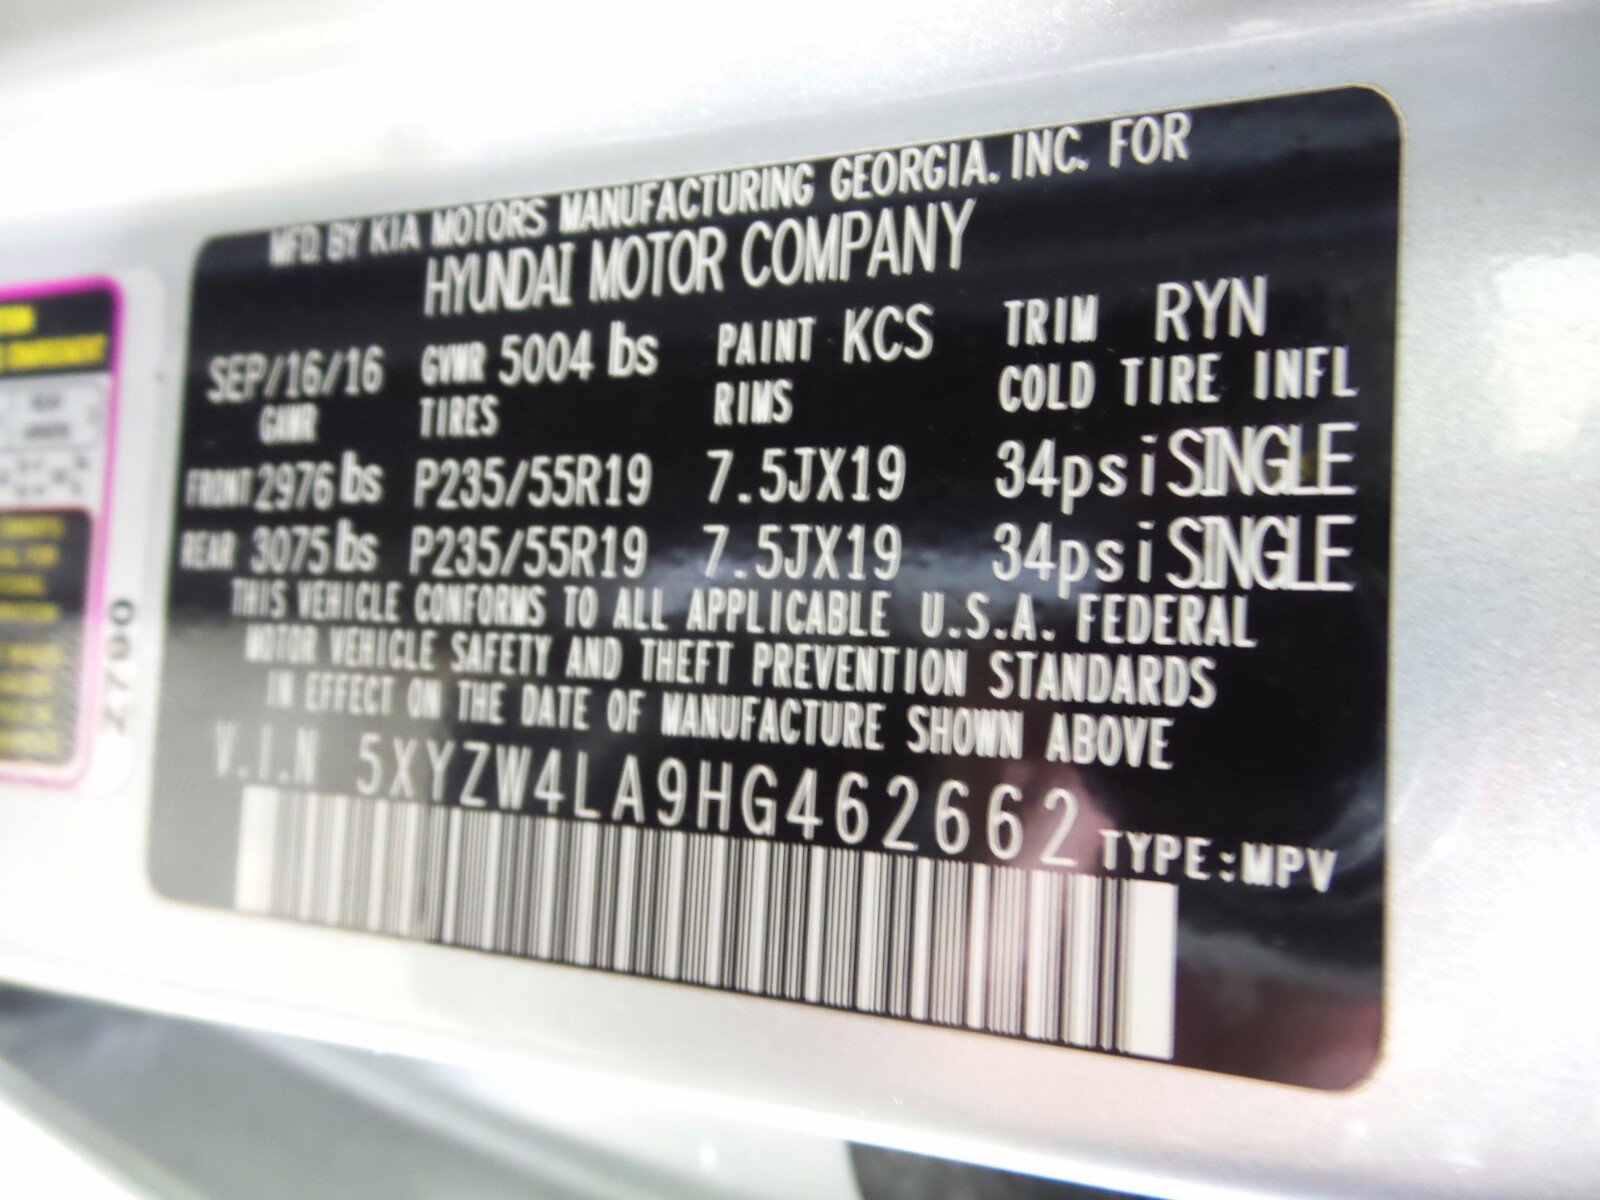 MFD. BY KIA MOTORS MANUFACTURING GEORGIA. INC. FOR
HYUNDAI MOTOR COMPANY
SEP/16/16 GVWR 5004 lbs PAINT KCS TRIM RYN
GAWR TIRES RIMS COLD TIRE INFL
FRONT 2976 lbs P235/55R19 7.5JX19 34psi SINGLE
REAR 3075 lbs P235/55R19 7.5JX19 34psi SINGLE
THIS VEHICLE CONFORMS TO ALL APPLICABLE U.S.A. FEDERAL
MOTOR VEHICLE SAFETY AND THEFT PREVENTION STANDARDS
IN EFFECT ON THE DATE OF MANUFACTURE SHOWN ABOVE
V.I.N 5XYZW4LA9HG462662 TYPE:MPV